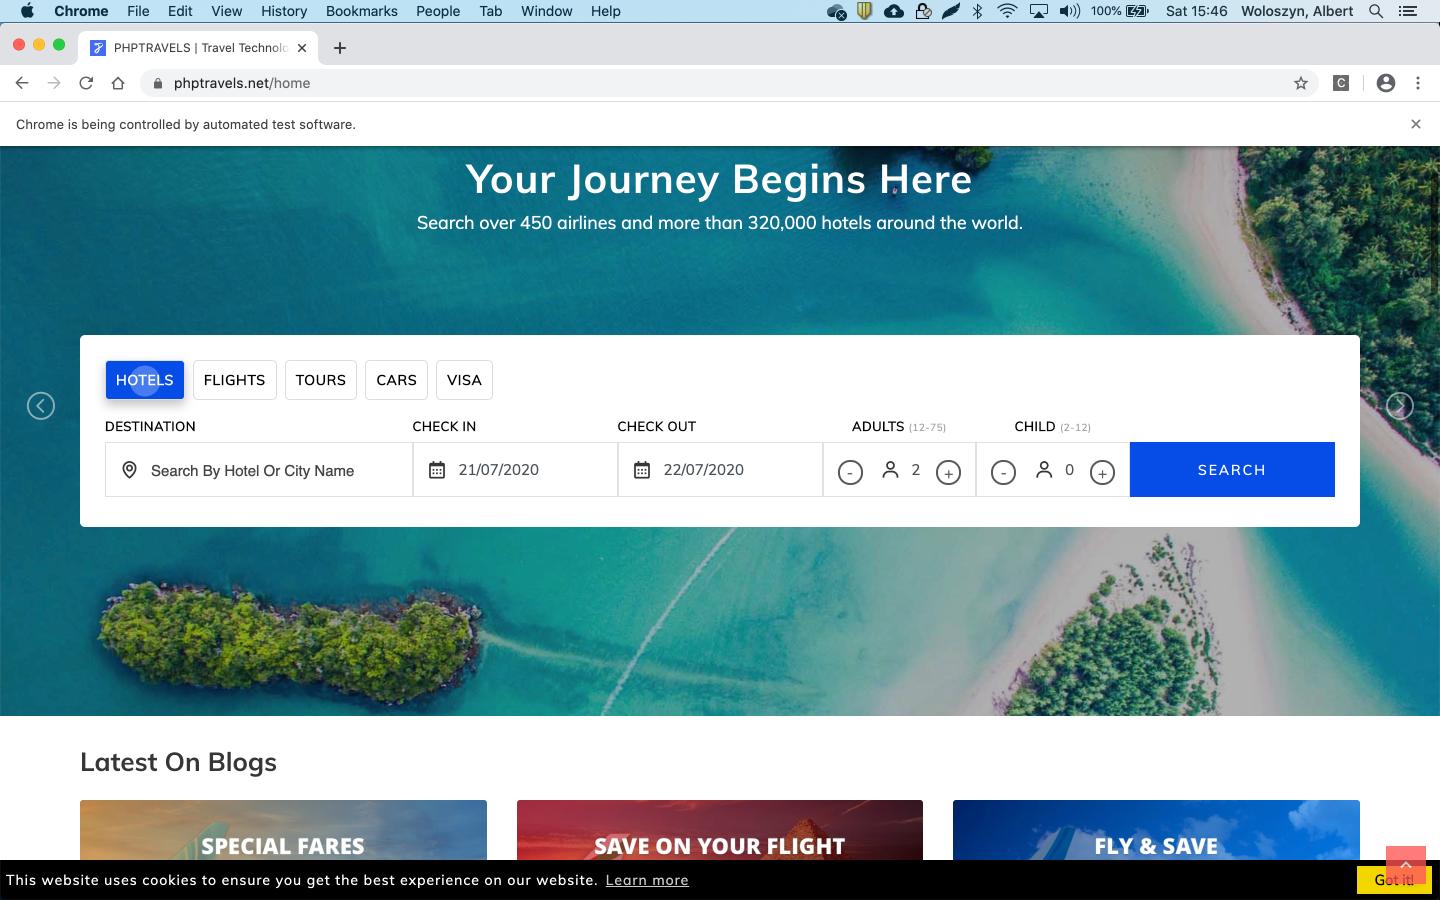 Chrome File Edit View History Bookmarks People Tab Window Help 100% Sat 15:46 Woloszyn, Albert
PHPTRAVELS | Travel Technolo
phptravels.net/home
C
Chrome is being controlled by automated test software.
Your Journey Begins Here
Search over 450 airlines and more than 320,000 hotels around the world.
HOTELS FLIGHTS TOURS CARS VISA
DESTINATION CHECK IN CHECK OUT ADULTS (12-75) CHILD (2-12)
Search By Hotel Or City Name 21/07/2020 22/07/2020 - 2 + - 0 + SEARCH
Latest On Blogs
SPECIAL FARES SAVE ON YOUR FLIGHT FLY & SAVE
This website uses cookies to ensure you get the best experience on our website. Learn more Got it!